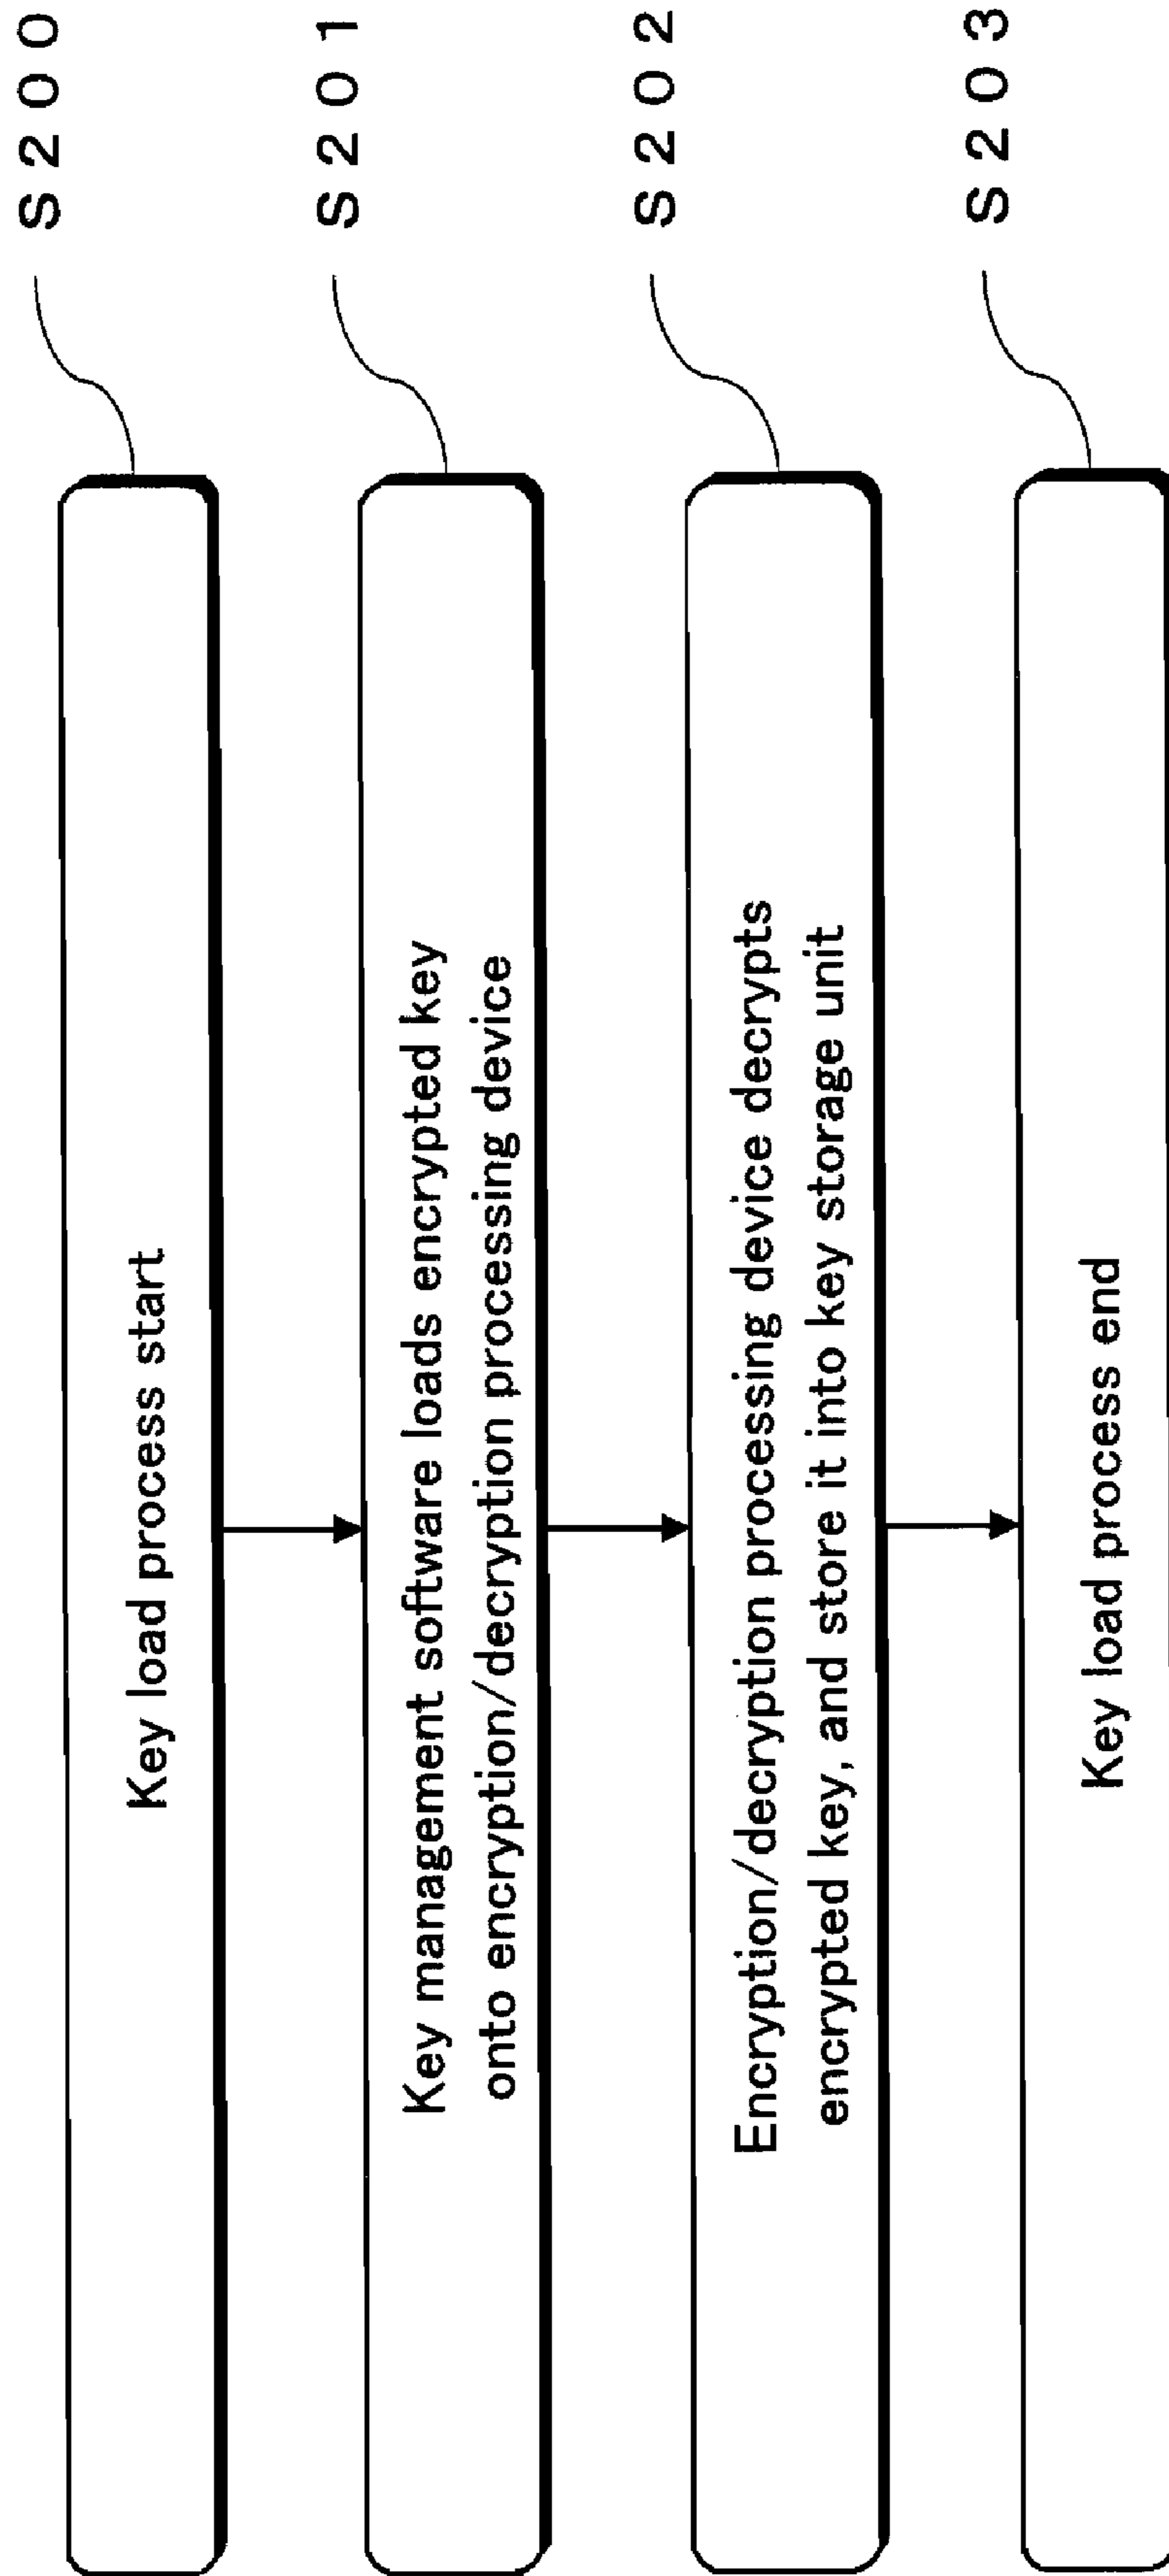 Key load process start
S200
Key management software loads encrypted key
onto encryption/decryption processing device
S201
Encryption/decryption processing device decrypts
encrypted key, and store it into key storage unit
S202
Key load process end
S203